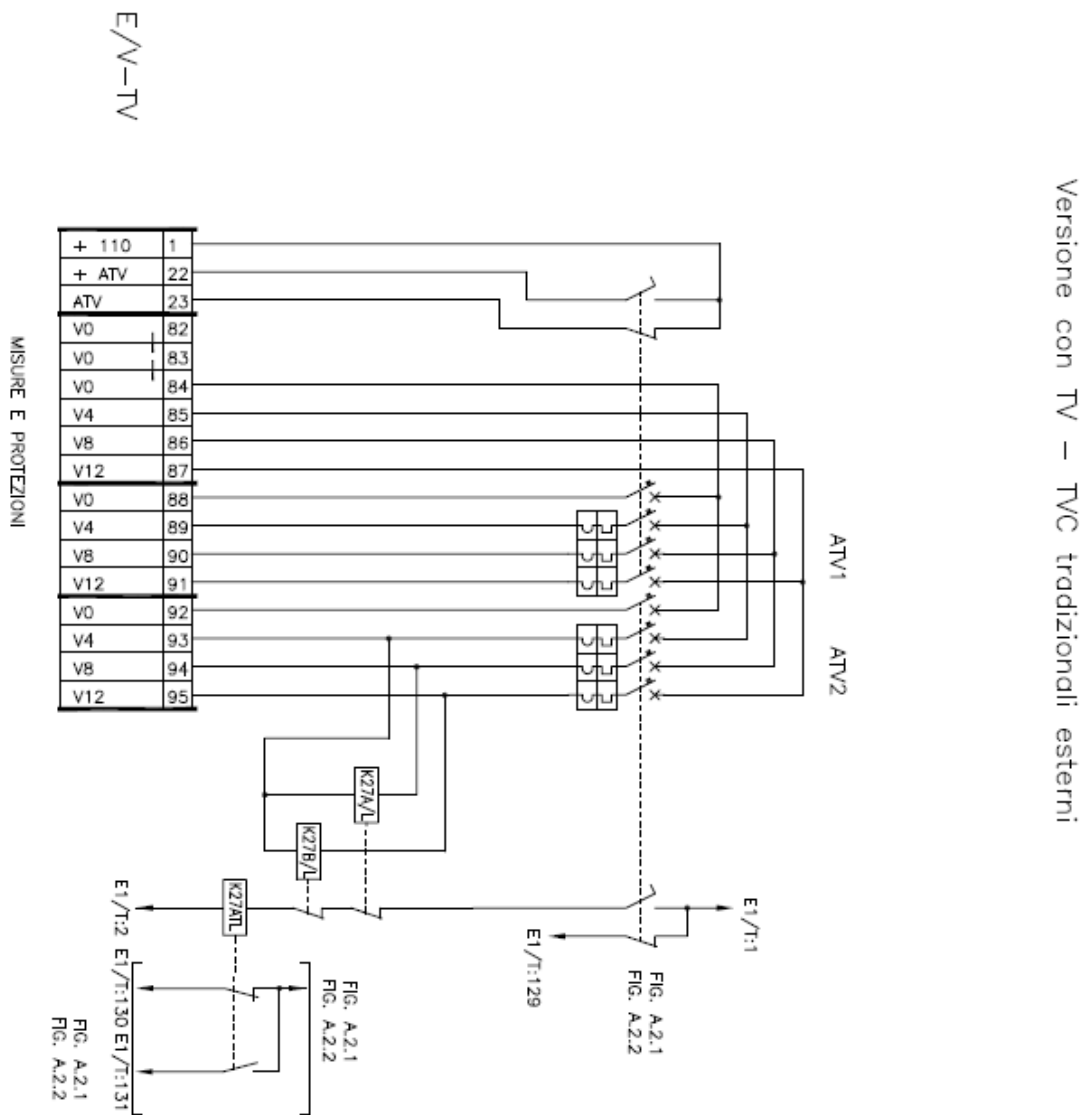 Versione con TV - TVC tradizionali esterni
E/V-TV
MISURE E PROTEZIONI
+ 110 1
+ ATV 22
ATV 23
V0 82
V0 83
V0 84
V4 85
V8 86
V12 87
V0 88
V4 89
V8 90
V12 91
V0 92
V4 93
V8 94
V12 95
ATV1
ATV2
K27A/L
K27B/L
K27ATL
E1/T:1
E1/T:129
FIG. A.2.1
FIG. A.2.2
E1/T:2
E1/T:130
E1/T:131
FIG. A.2.1
FIG. A.2.2
FIG. A.2.1
FIG. A.2.2